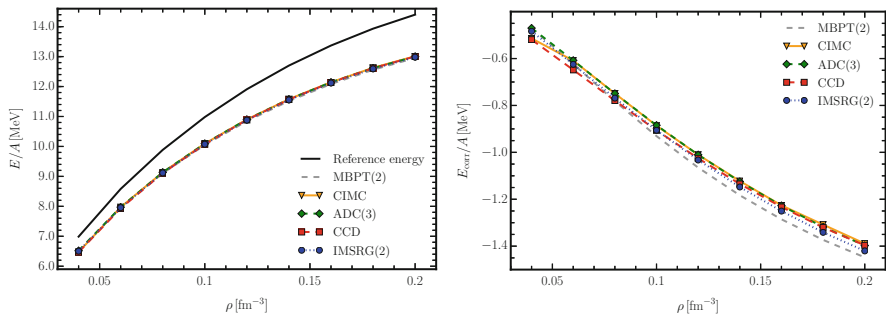 14.0
13.0
12.0
11.0
10.0
9.0
8.0
7.0
6.0
E/A [MeV]
0.05
0.1
0.15
0.2
ρ [fm⁻³]
Reference energy
MBPT(2)
CIMC
ADC(3)
CCD
IMSRG(2)
−0.6
−0.8
−1.0
−1.2
−1.4
E_corr/A [MeV]
0.05
0.1
0.15
0.2
ρ [fm⁻³]
MBPT(2)
CIMC
ADC(3)
CCD
IMSRG(2)